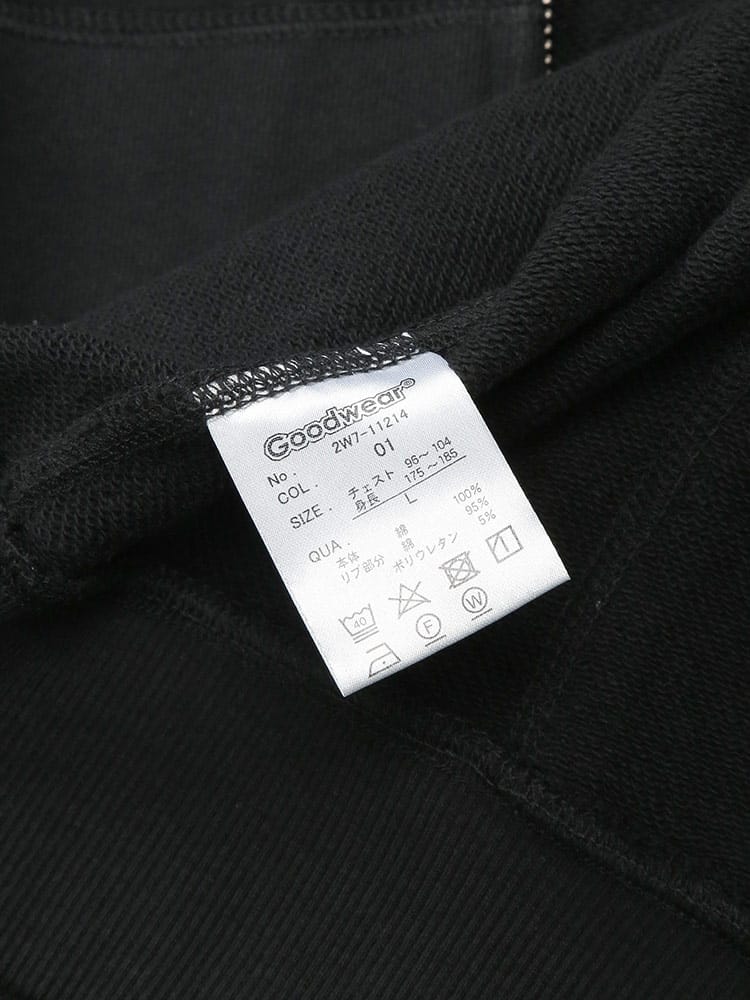 Goodwear®
No. 2W7-11214
COL. 01
SIZE. チェスト 96～104
身長 175～185
L
QUA.
本体 綿 100%
リブ部分 綿 95%
ポリウレタン 5%
40
F W